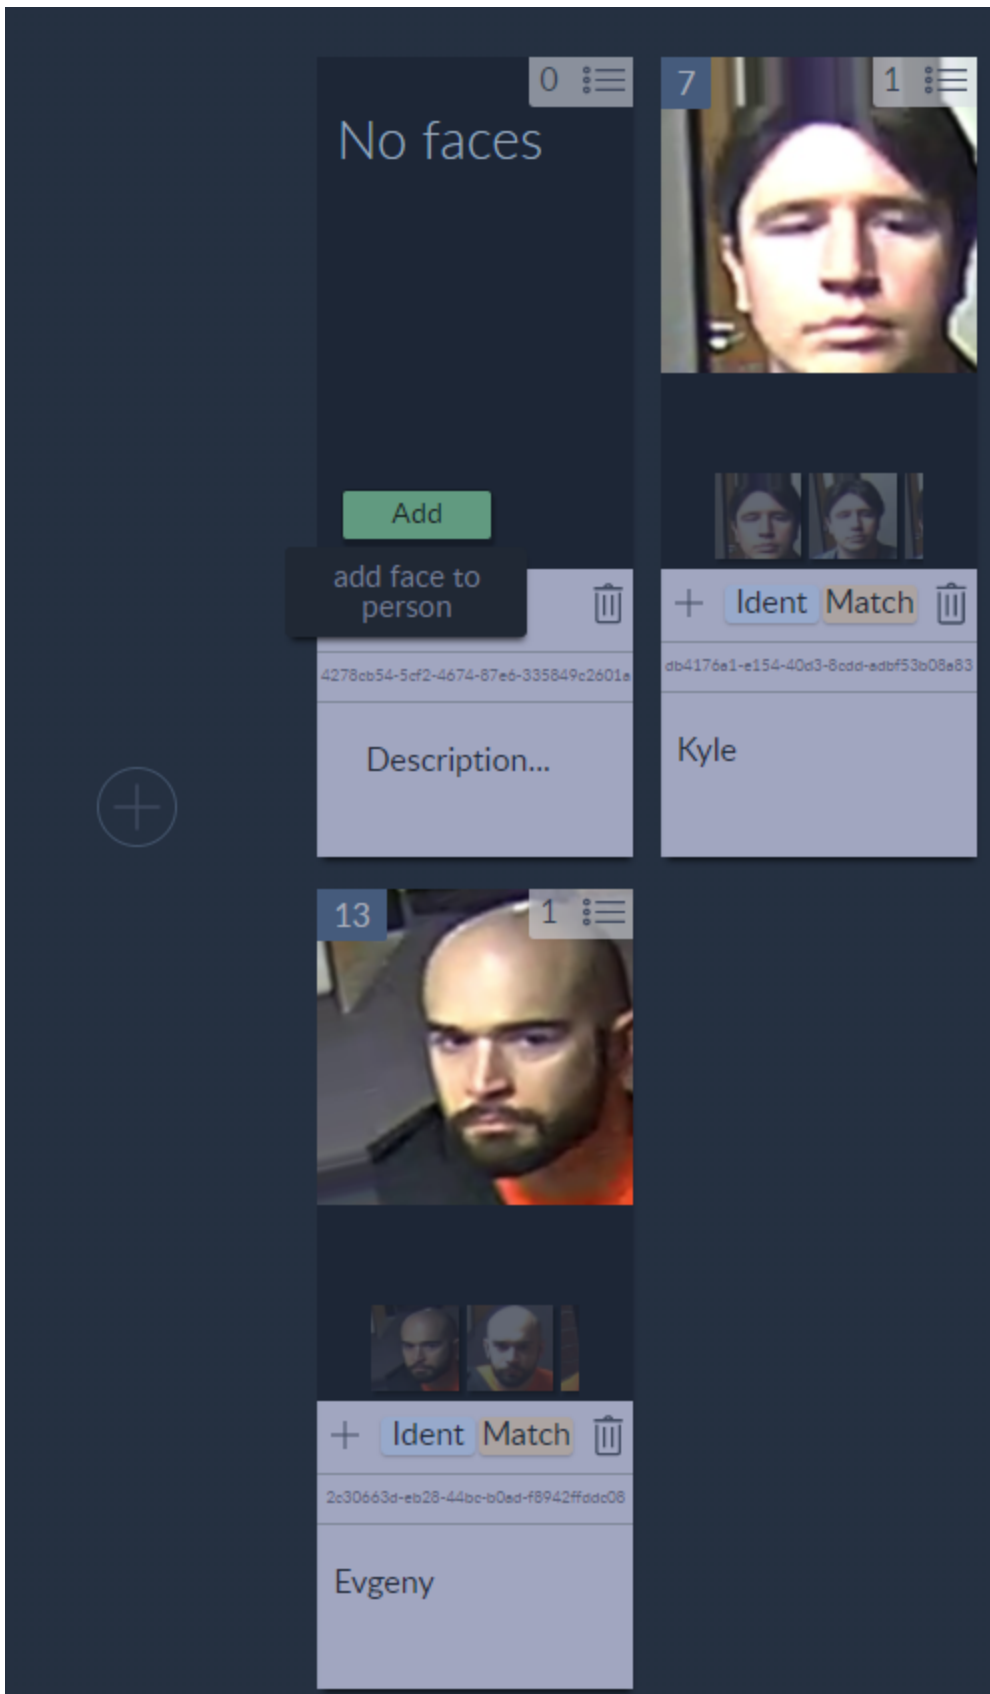 0
No faces
Add
add face to
person
4278cb54-5cf2-4674-87e6-335849c2601a
Description...
7
1
Ident Match
db4176a1-e154-40d3-8cdd-adbf53b08a83
Kyle
13
1
Ident Match
2c30663d-eb28-44bc-b0ad-f8942ffddc08
Evgeny